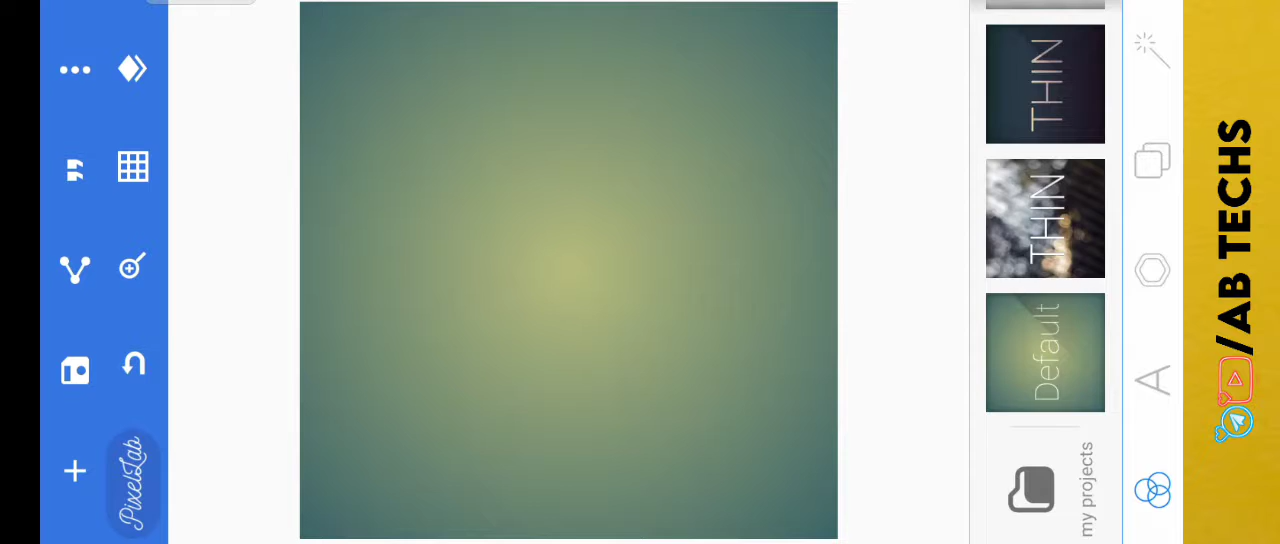 PixelLab
THIN
THIN
Default
my projects
A
/AB TECHS